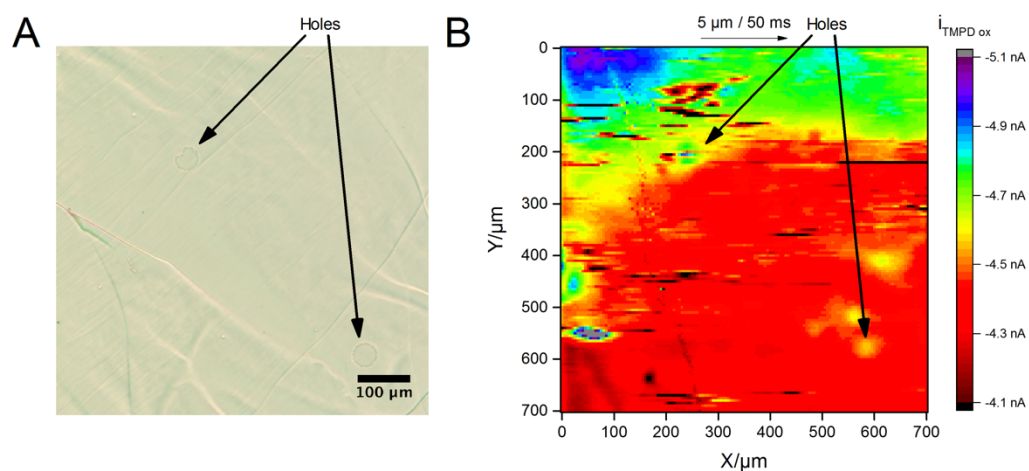 A
Holes
100 µm
B
5 µm / 50 ms
Holes
i TMPD ox
-5.1 nA
-4.9 nA
-4.7 nA
-4.5 nA
-4.3 nA
-4.1 nA
Y/µm
0
100
200
300
400
500
600
700
0 100 200 300 400 500 600 700
X/µm